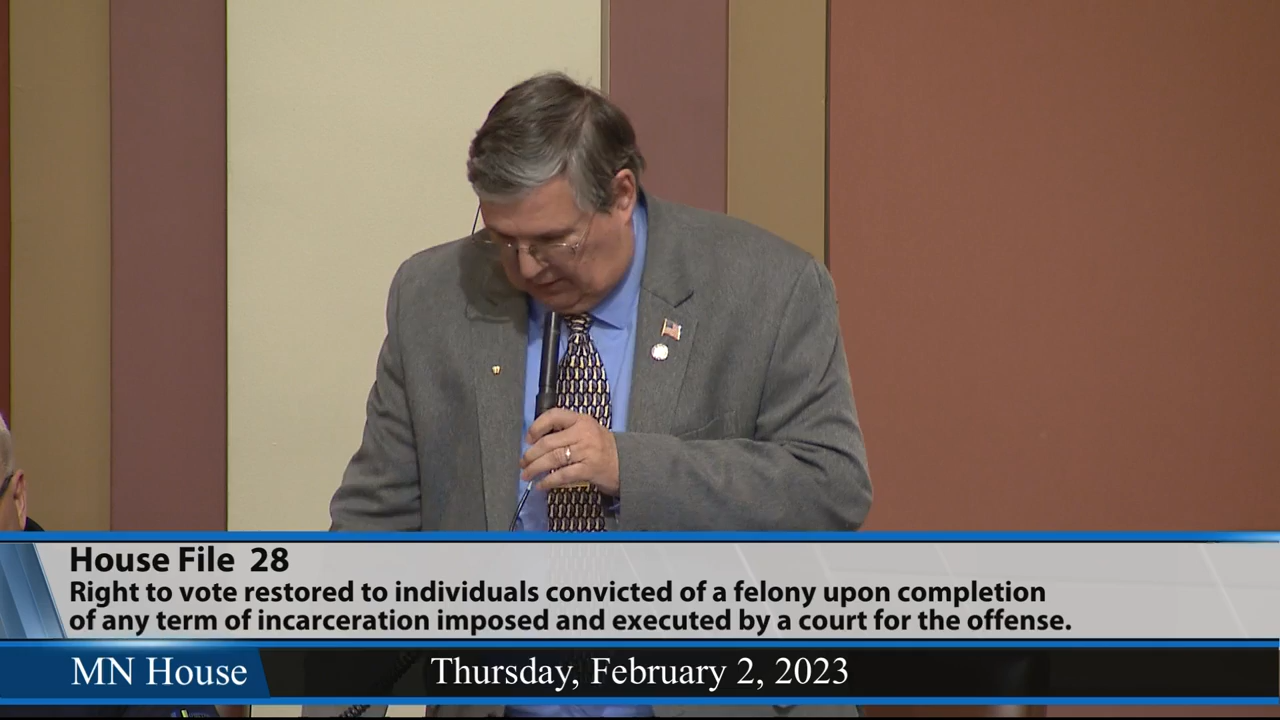 House File 28
Right to vote restored to individuals convicted of a felony upon completion
of any term of incarceration imposed and executed by a court for the offense.
MN House
Thursday, February 2, 2023